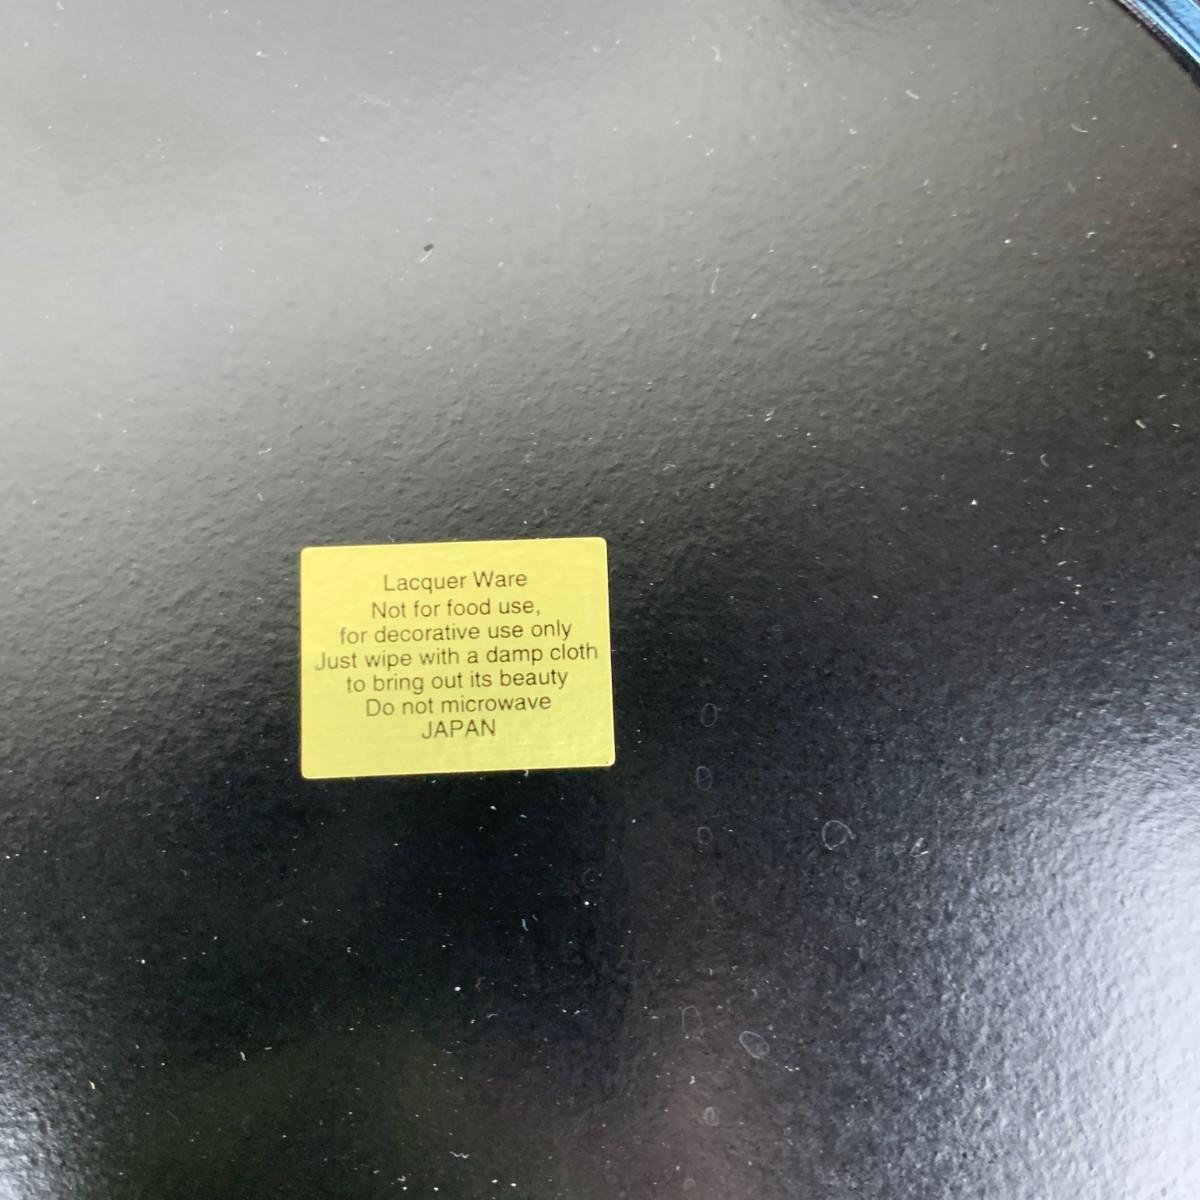 Lacquer Ware
Not for food use,
for decorative use only
Just wipe with a damp cloth
to bring out its beauty
Do not microwave
JAPAN